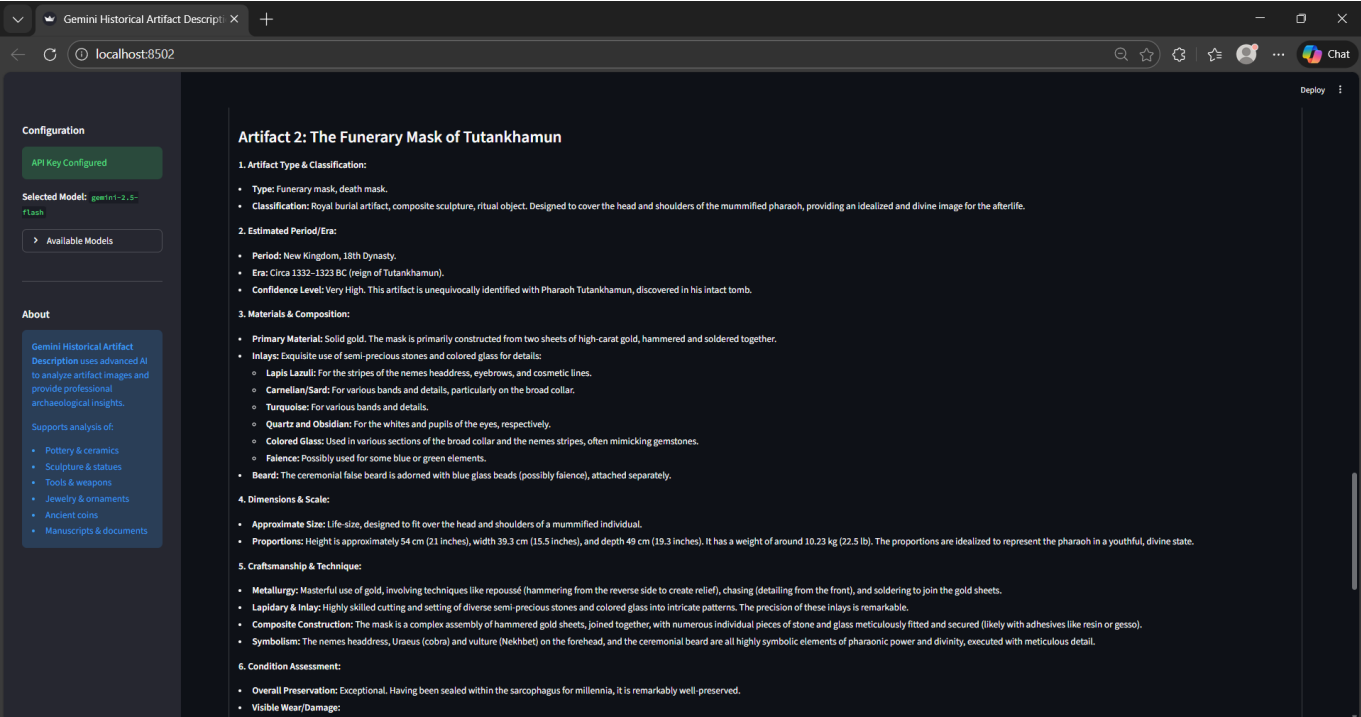 Gemini Historical Artifact Descripti
localhost:8502
Chat
Deploy
Configuration
API Key Configured
Selected Model: gemini-2.5-
flash
Available Models
About
Gemini Historical Artifact
Description uses advanced AI
to analyze artifact images and
provide professional
archaeological insights.
Supports analysis of:
• Pottery & ceramics
• Sculpture & statues
• Tools & weapons
• Jewelry & ornaments
• Ancient coins
• Manuscripts & documents
Artifact 2: The Funerary Mask of Tutankhamun
1. Artifact Type & Classification:
• Type: Funerary mask, death mask.
• Classification: Royal burial artifact, composite sculpture, ritual object. Designed to cover the head and shoulders of the mummified pharaoh, providing an idealized and divine image for the afterlife.
2. Estimated Period/Era:
• Period: New Kingdom, 18th Dynasty.
• Era: Circa 1332–1323 BC (reign of Tutankhamun).
• Confidence Level: Very High. This artifact is unequivocally identified with Pharaoh Tutankhamun, discovered in his intact tomb.
3. Materials & Composition:
• Primary Material: Solid gold. The mask is primarily constructed from two sheets of high-carat gold, hammered and soldered together.
• Inlays: Exquisite use of semi-precious stones and colored glass for details:
◦ Lapis Lazuli: For the stripes of the nemes headdress, eyebrows, and cosmetic lines.
◦ Carnelian/Sard: For various bands and details, particularly on the broad collar.
◦ Turquoise: For various bands and details.
◦ Quartz and Obsidian: For the whites and pupils of the eyes, respectively.
◦ Colored Glass: Used in various sections of the broad collar and the nemes stripes, often mimicking gemstones.
◦ Faience: Possibly used for some blue or green elements.
• Beard: The ceremonial false beard is adorned with blue glass beads (possibly faience), attached separately.
4. Dimensions & Scale:
• Approximate Size: Life-size, designed to fit over the head and shoulders of a mummified individual.
• Proportions: Height is approximately 54 cm (21 inches), width 39.3 cm (15.5 inches), and depth 49 cm (19.3 inches). It has a weight of around 10.23 kg (22.5 lb). The proportions are idealized to represent the pharaoh in a youthful, divine state.
5. Craftsmanship & Technique:
• Metallurgy: Masterful use of gold, involving techniques like repoussé (hammering from the reverse side to create relief), chasing (detailing from the front), and soldering to join the gold sheets.
• Lapidary & Inlay: Highly skilled cutting and setting of diverse semi-precious stones and colored glass into intricate patterns. The precision of these inlays is remarkable.
• Composite Construction: The mask is a complex assembly of hammered gold sheets, joined together, with numerous individual pieces of stone and glass meticulously fitted and secured (likely with adhesives like resin or gesso).
• Symbolism: The nemes headdress, Uraeus (cobra) and vulture (Nekhbet) on the forehead, and the ceremonial beard are all highly symbolic elements of pharaonic power and divinity, executed with meticulous detail.
6. Condition Assessment:
• Overall Preservation: Exceptional. Having been sealed within the sarcophagus for millennia, it is remarkably well-preserved.
• Visible Wear/Damage: